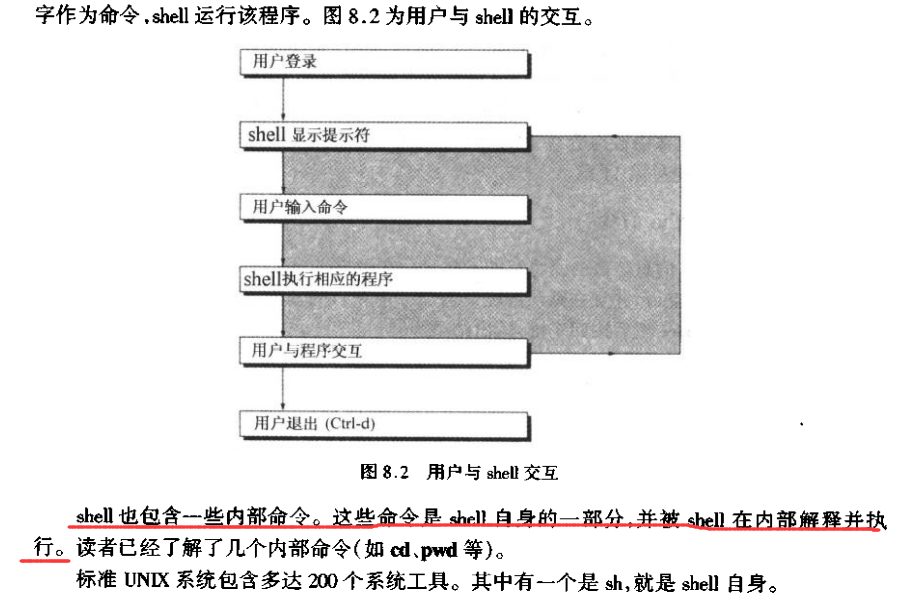 字作为命令,shell 运行该程序。图 8.2 为用户与 shell 的交互。
用户登录
shell 显示提示符
用户输入命令
shell执行相应的程序
用户与程序交互
用户退出 (Ctrl-d)
图 8.2 用户与 shell 交互
shell 也包含一些内部命令。这些命令是 shell 自身的一部分,并被 shell 在内部解释并执
行。读者已经了解了几个内部命令(如 cd、pwd 等)。
标准 UNIX 系统包含多达 200 个系统工具。其中有一个是 sh,就是 shell 自身。